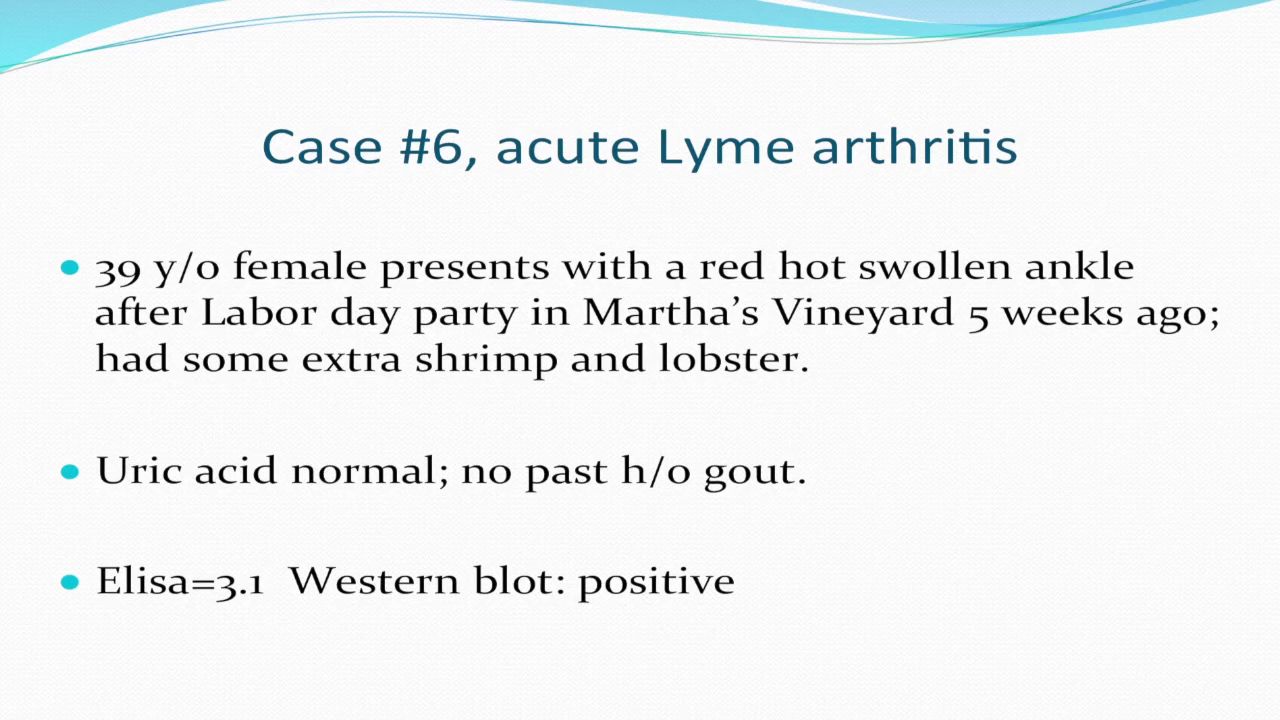 Case #6, acute Lyme arthritis
• 39 y/o female presents with a red hot swollen ankle
after Labor day party in Martha’s Vineyard 5 weeks ago;
had some extra shrimp and lobster.
• Uric acid normal; no past h/o gout.
• Elisa=3.1  Western blot: positive